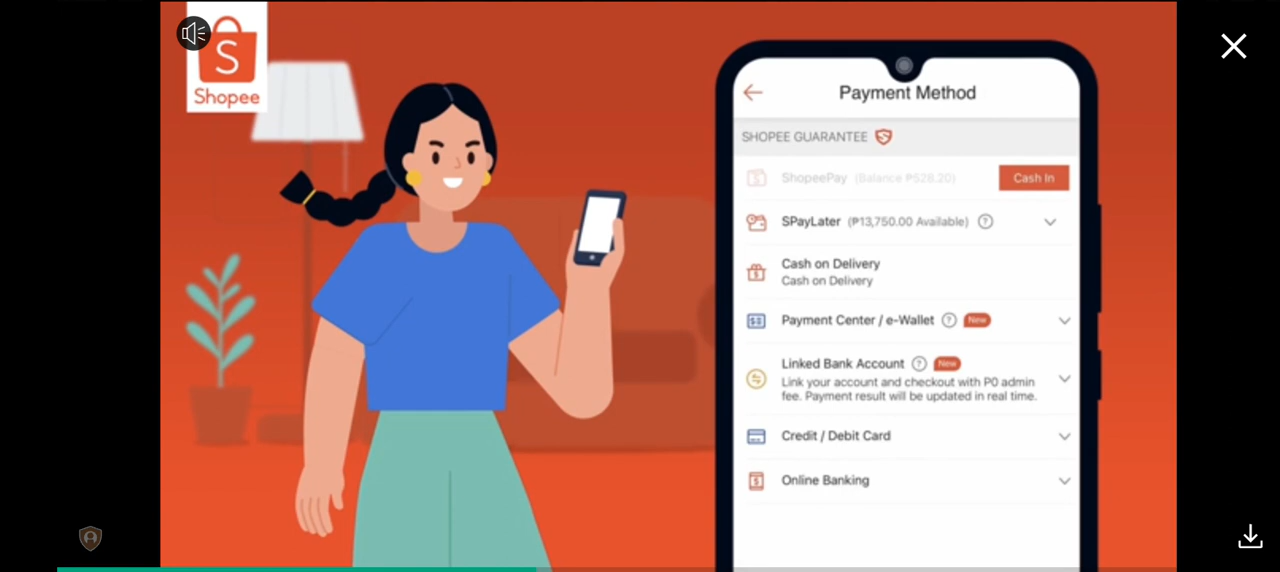 Shopee
Payment Method
SHOPEE GUARANTEE
ShopeePay (Balance ₱528.20) Cash In
SPayLater (₱13,750.00 Available) ?
Cash on Delivery
Cash on Delivery
Payment Center / e-Wallet ? New
Linked Bank Account ? New
Link your account and checkout with P0 admin
fee. Payment result will be updated in real time.
Credit / Debit Card
Online Banking